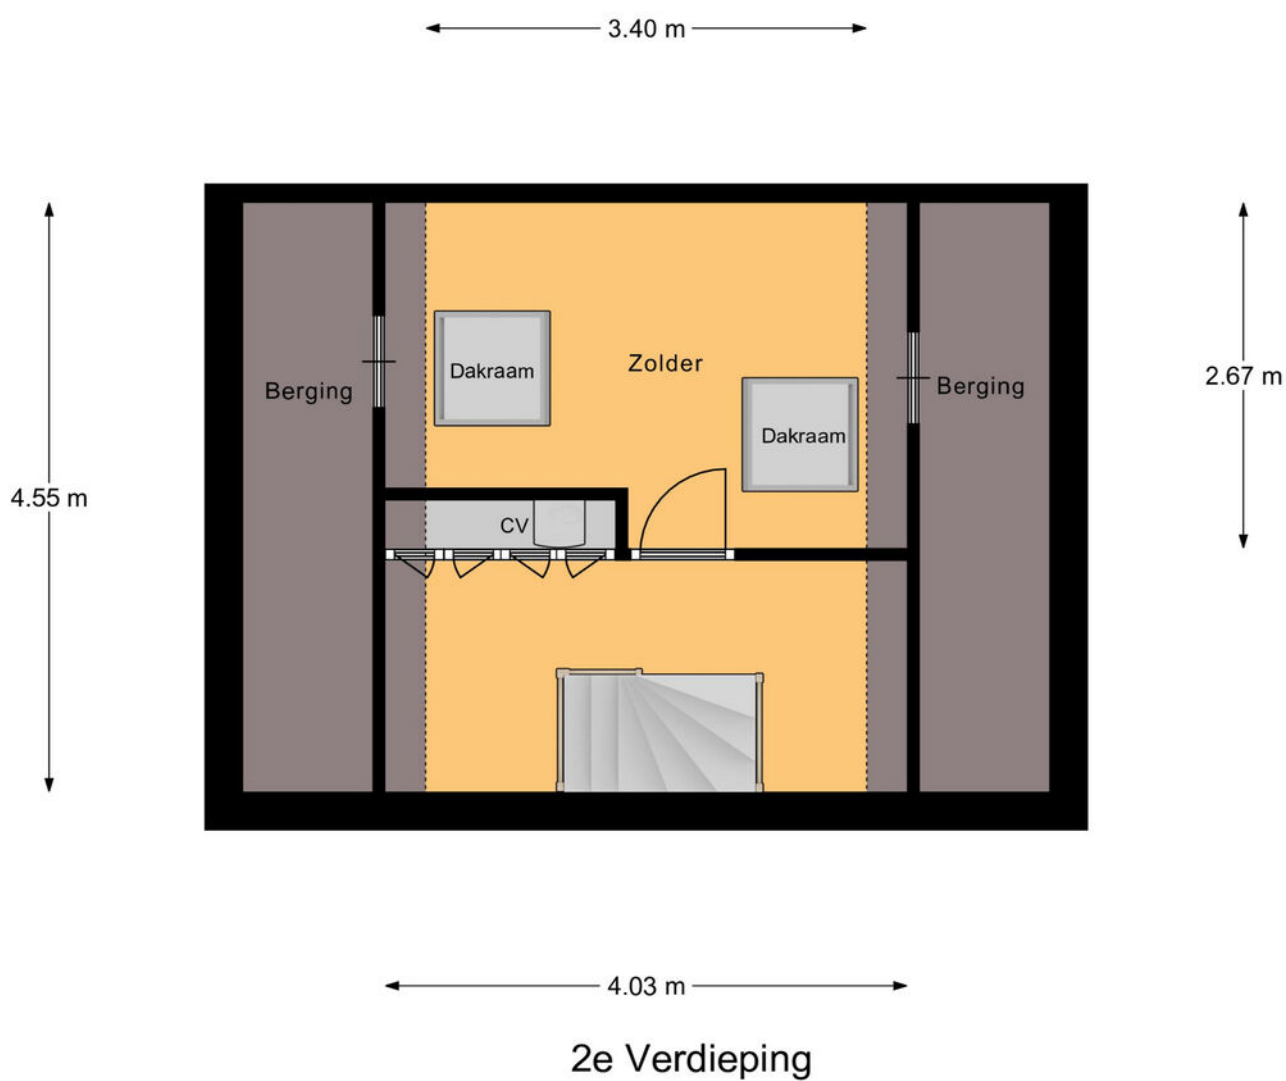 3.40 m
Dakraam
Zolder
2.67 m
Berging
Berging
Dakraam
4.55 m
CV
4.03 m
2e Verdieping